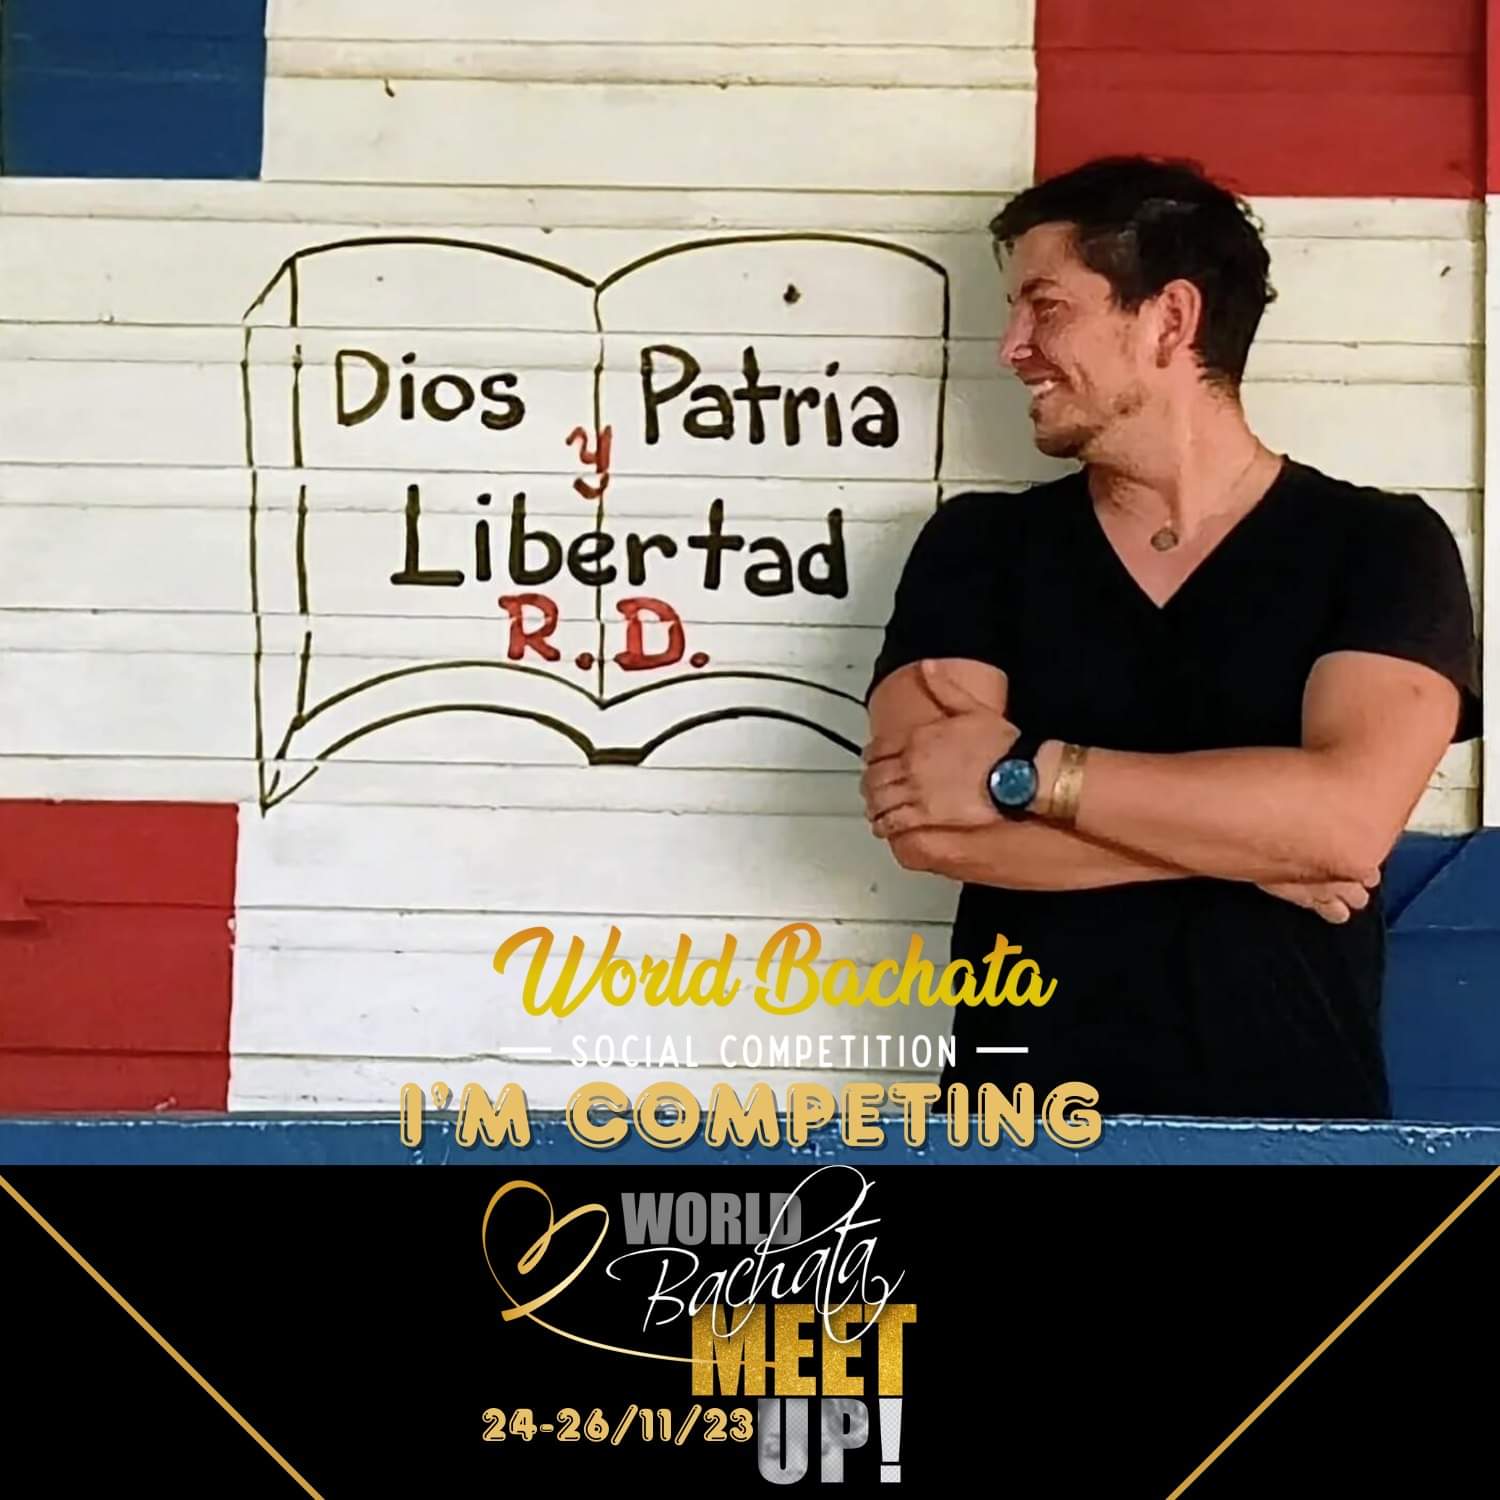 Dios Patria
y
Libertad
R.D.
World Bachata
SOCIAL COMPETITION
I'M COMPETING
WORLD
Bachata
MEET
UP!
24-26/11/23